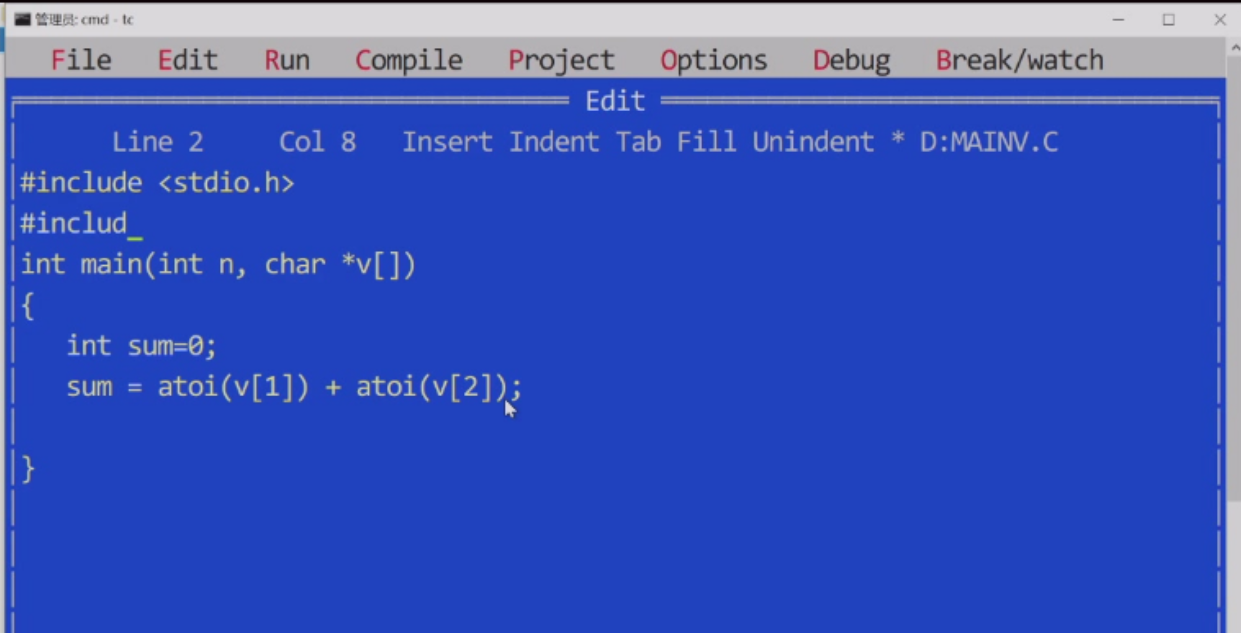 管理员: cmd - tc
File Edit Run Compile Project Options Debug Break/watch
Edit
Line 2 Col 8 Insert Indent Tab Fill Unindent * D:MAINV.C
#include <stdio.h>
#includ_
int main(int n, char *v[])
{
int sum=0;
sum = atoi(v[1]) + atoi(v[2]);
}